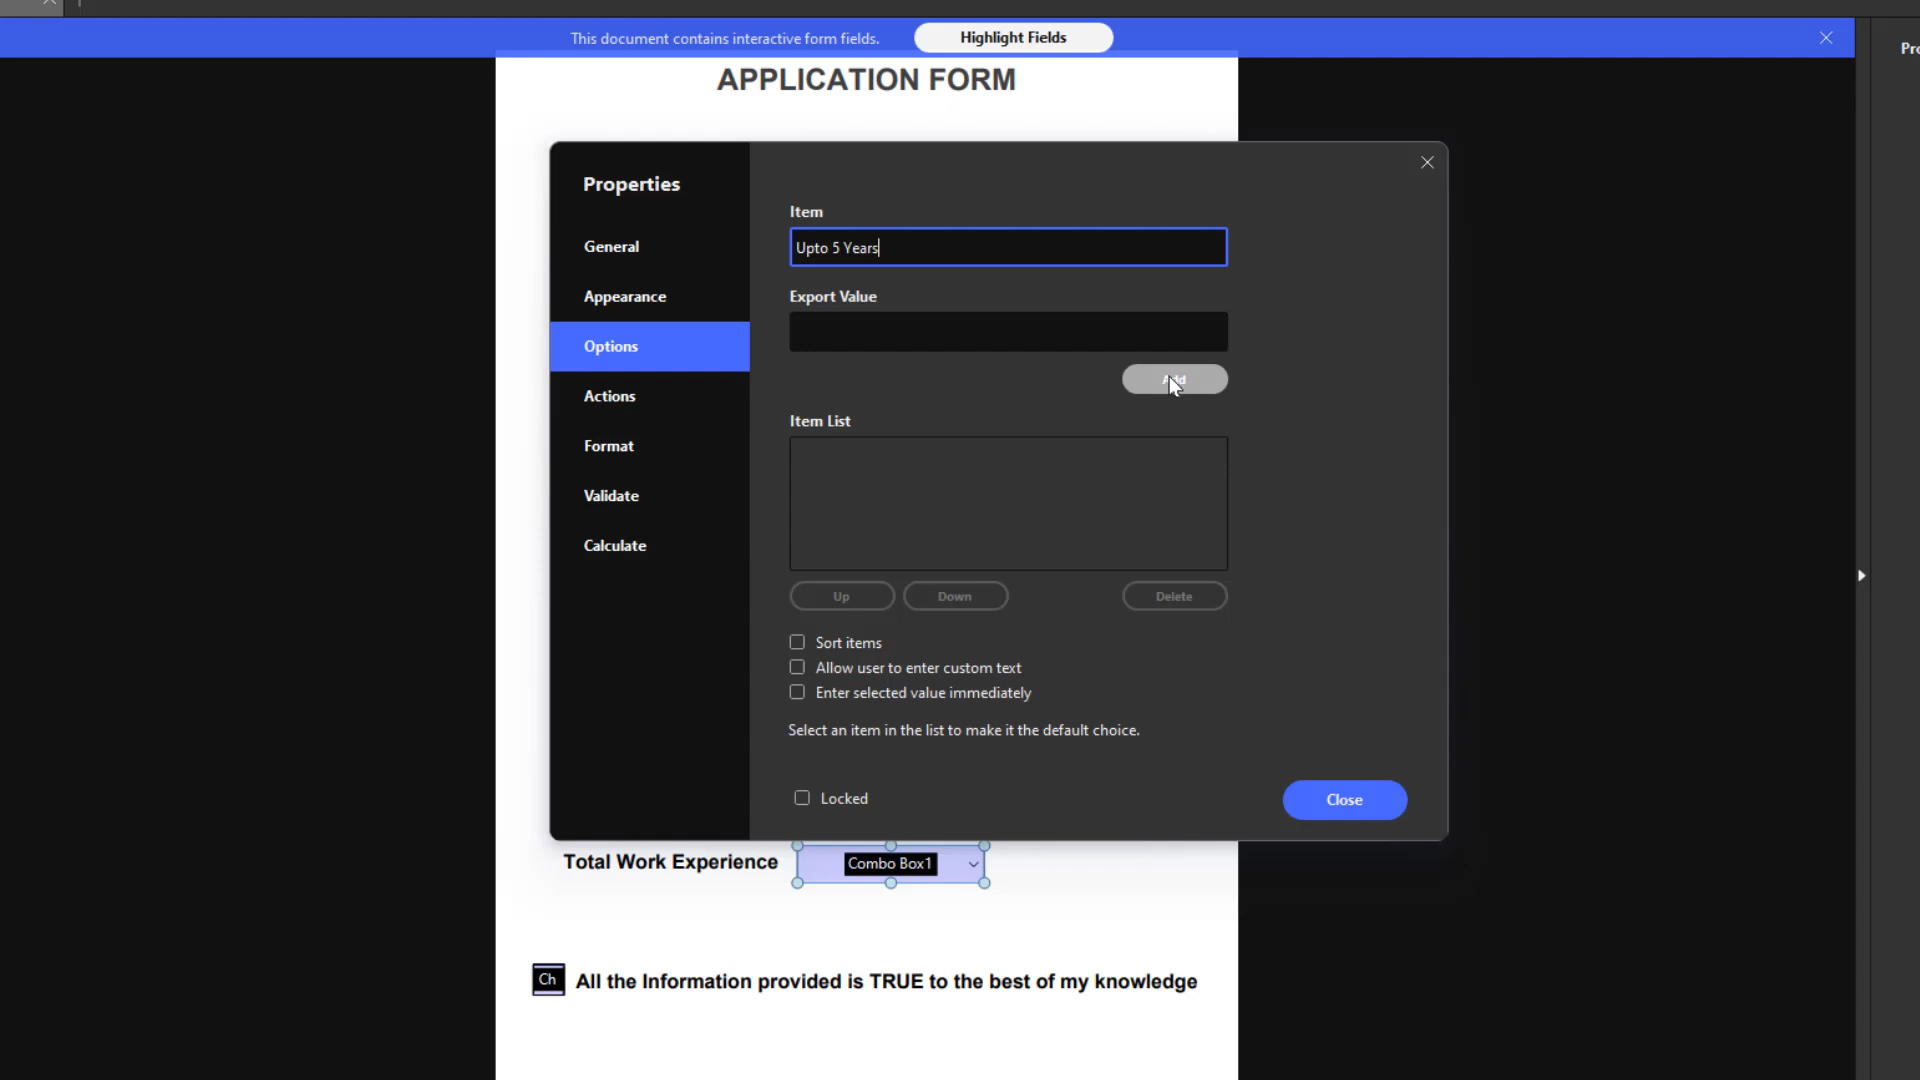 This document contains interactive form fields.
Highlight Fields
Pro
APPLICATION FORM
Properties
General
Appearance
Options
Actions
Format
Validate
Calculate
Item
Upto 5 Years
Export Value
Add
Item List
Up
Down
Delete
Sort items
Allow user to enter custom text
Enter selected value immediately
Select an item in the list to make it the default choice.
Locked
Close
Total Work Experience
Combo Box1
Ch
All the Information provided is TRUE to the best of my knowledge